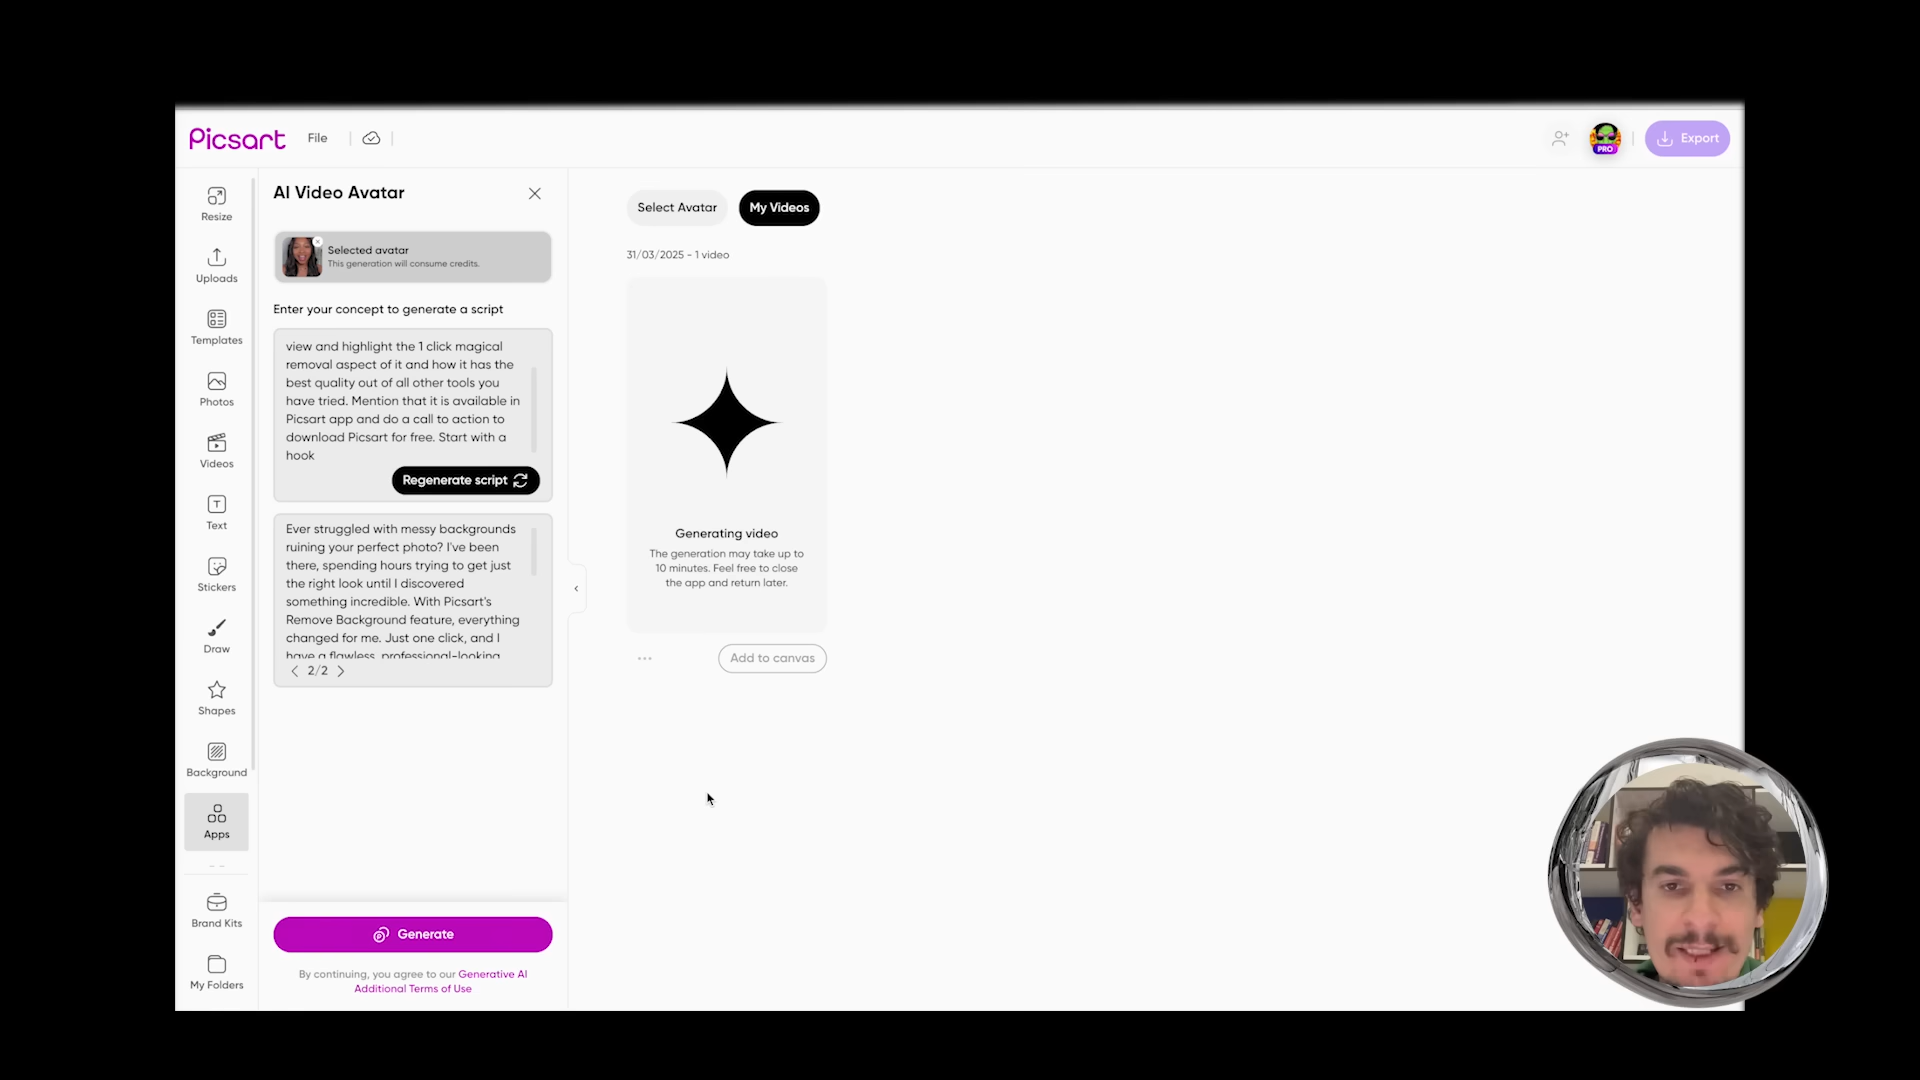 Picsart
File
PRO
Export
Resize
Uploads
Templates
Photos
Videos
Text
Stickers
Draw
Shapes
Background
Apps
Brand Kits
My Folders
AI Video Avatar
Selected avatar
This generation will consume credits.
Enter your concept to generate a script
view and highlight the 1 click magical
removal aspect of it and how it has the
best quality out of all other tools you
have tried. Mention that it is available in
Picsart app and do a call to action to
download Picsart for free. Start with a
hook
Regenerate script
Ever struggled with messy backgrounds
ruining your perfect photo? I've been
there, spending hours trying to get just
the right look until I discovered
something incredible. With Picsart's
Remove Background feature, everything
changed for me. Just one click, and I
have a flawless, professional-looking
2/2
Generate
By continuing, you agree to our Generative AI
Additional Terms of Use
Select Avatar
My Videos
31/03/2025 - 1 video
Generating video
The generation may take up to
10 minutes. Feel free to close
the app and return later.
Add to canvas